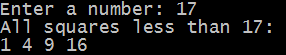 Enter a number: 17
All squares less than 17:
1 4 9 16